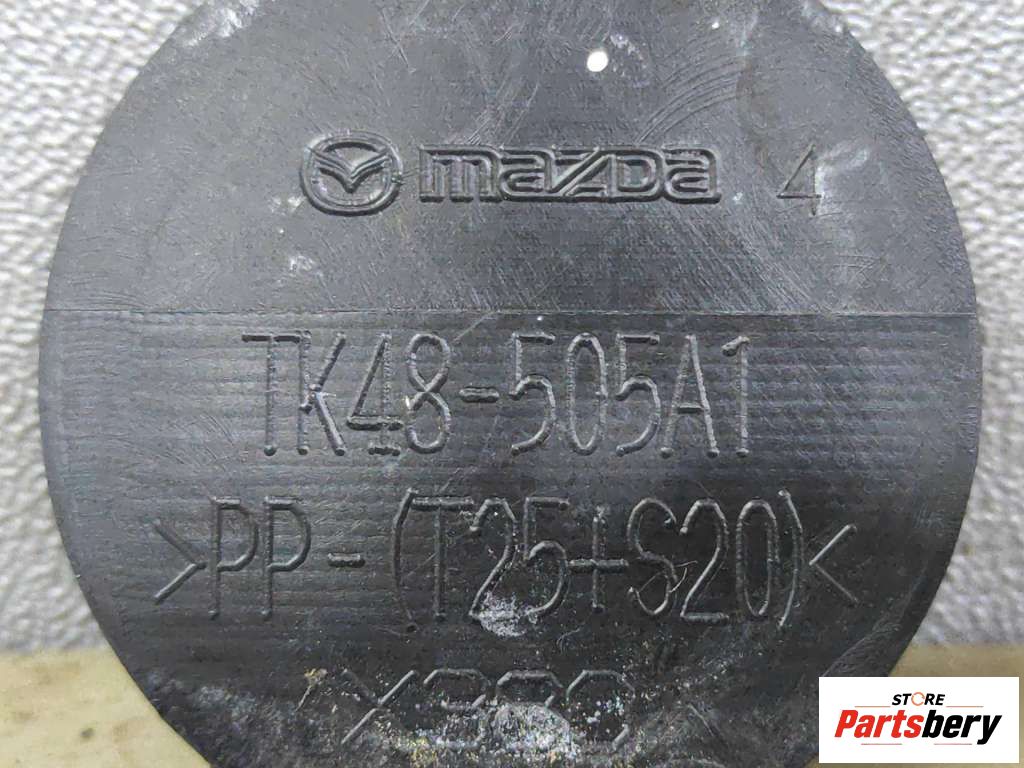 mazda 4
TK48-505A1
>PP-(T25+S20)<
STORE
Partsbery